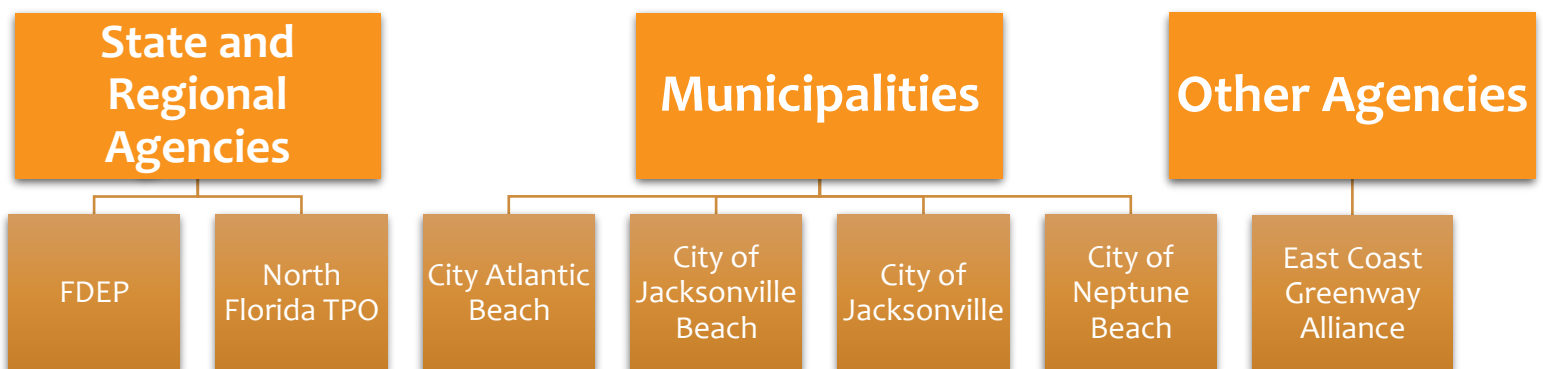 State and
Regional
Agencies
Municipalities
Other Agencies
FDEP
North
Florida TPO
City Atlantic
Beach
City of
Jacksonville
Beach
City of
Jacksonville
City of
Neptune
Beach
East Coast
Greenway
Alliance